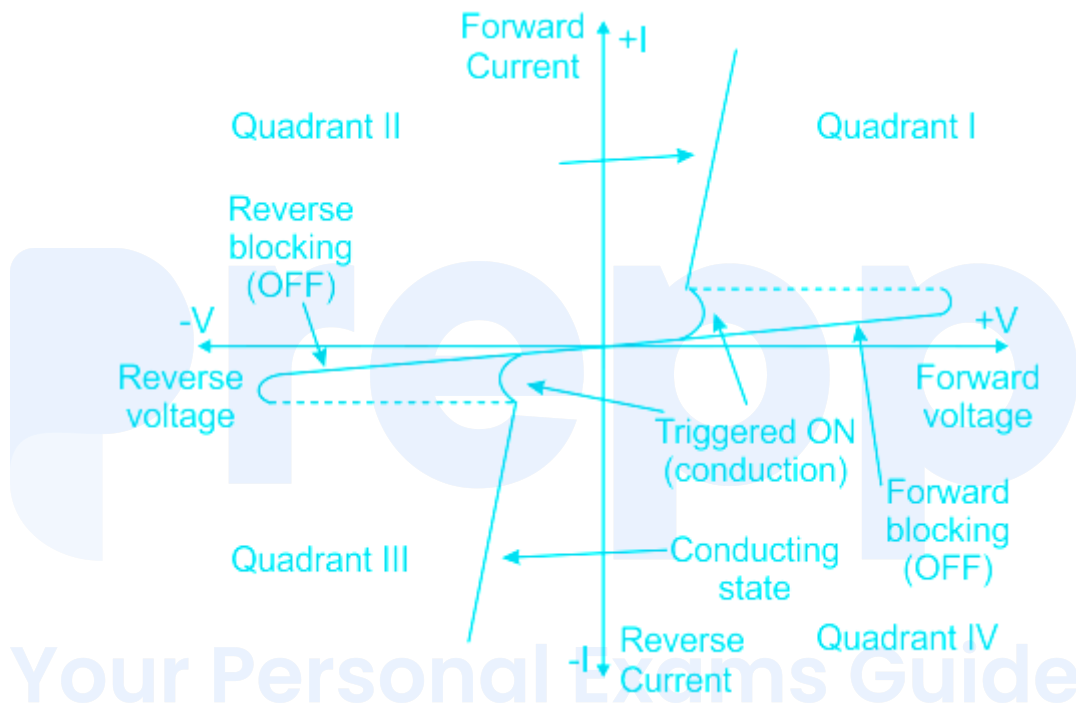 Forward
Current
+I
Quadrant II
Quadrant I
Reverse
blocking
(OFF)
-V
+V
Reverse
voltage
Forward
voltage
Triggered ON
(conduction)
Forward
blocking
(OFF)
Quadrant III
Conducting
state
Quadrant IV
-I
Reverse
Current
Prepp
Your Personal Exams Guide